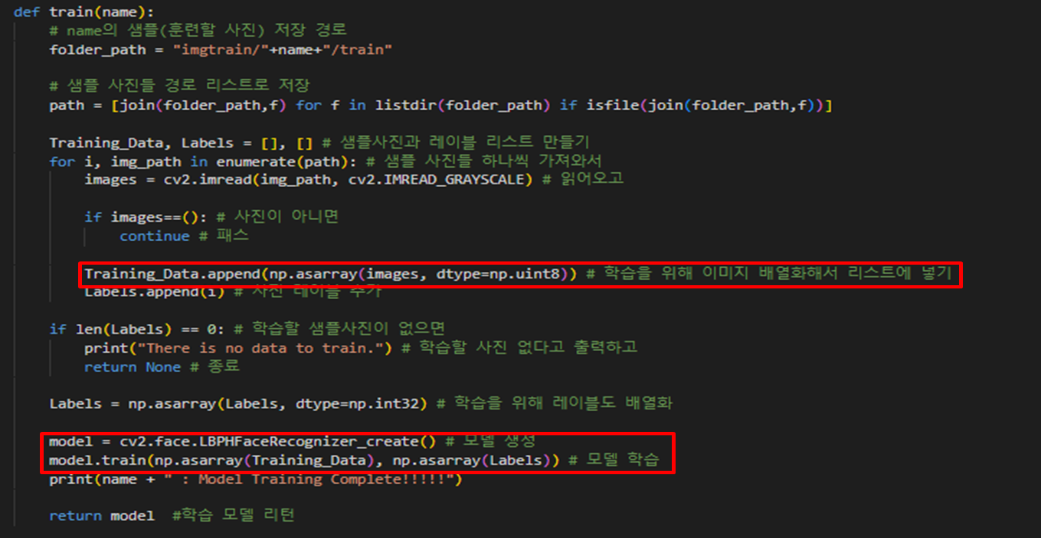 def train(name):
# name의 샘플(훈련할 사진) 저장 경로
folder_path = "imgtrain/"+name+"/train"
# 샘플 사진들 경로 리스트로 저장
path = [join(folder_path,f) for f in listdir(folder_path) if isfile(join(folder_path,f))]
Training_Data, Labels = [], [] # 샘플사진과 레이블 리스트 만들기
for i, img_path in enumerate(path): # 샘플 사진들 하나씩 가져와서
images = cv2.imread(img_path, cv2.IMREAD_GRAYSCALE) # 읽어오고
if images==(): # 사진이 아니면
continue # 패스
Training_Data.append(np.asarray(images, dtype=np.uint8)) # 학습을 위해 이미지 배열화해서 리스트에 넣기
Labels.append(i) # 사진 레이블 추가
if len(Labels) == 0: # 학습할 샘플사진이 없으면
print("There is no data to train.") # 학습할 사진 없다고 출력하고
return None # 종료
Labels = np.asarray(Labels, dtype=np.int32) # 학습을 위해 레이블도 배열화
model = cv2.face.LBPHFaceRecognizer_create() # 모델 생성
model.train(np.asarray(Training_Data), np.asarray(Labels)) # 모델 학습
print(name + " : Model Training Complete!!!!!")
return model  #학습 모델 리턴